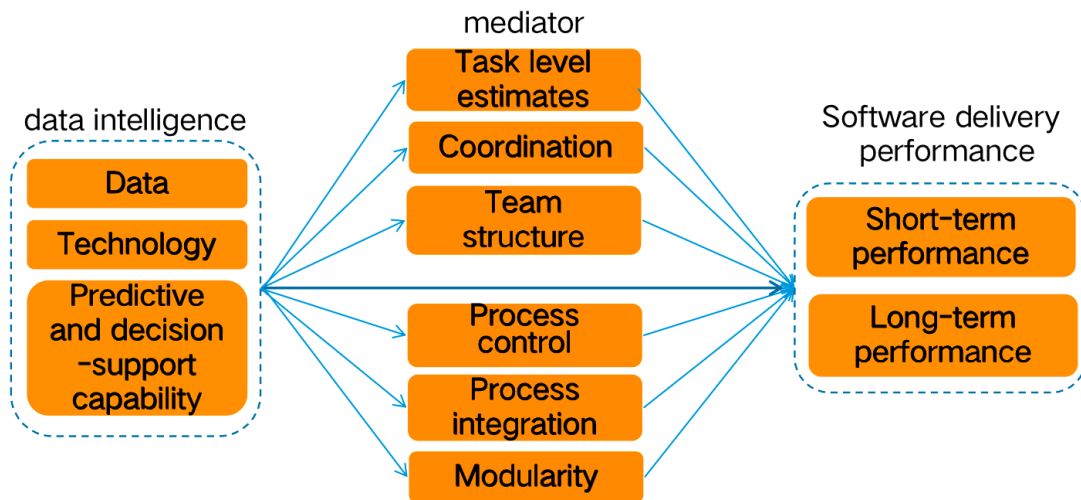 mediator
Task level
estimates
data intelligence
Software delivery
performance
Data
Coordination
Technology
Team
structure
Short-term
performance
Predictive
and decision
-support
capability
Process
control
Long-term
performance
Process
integration
Modularity